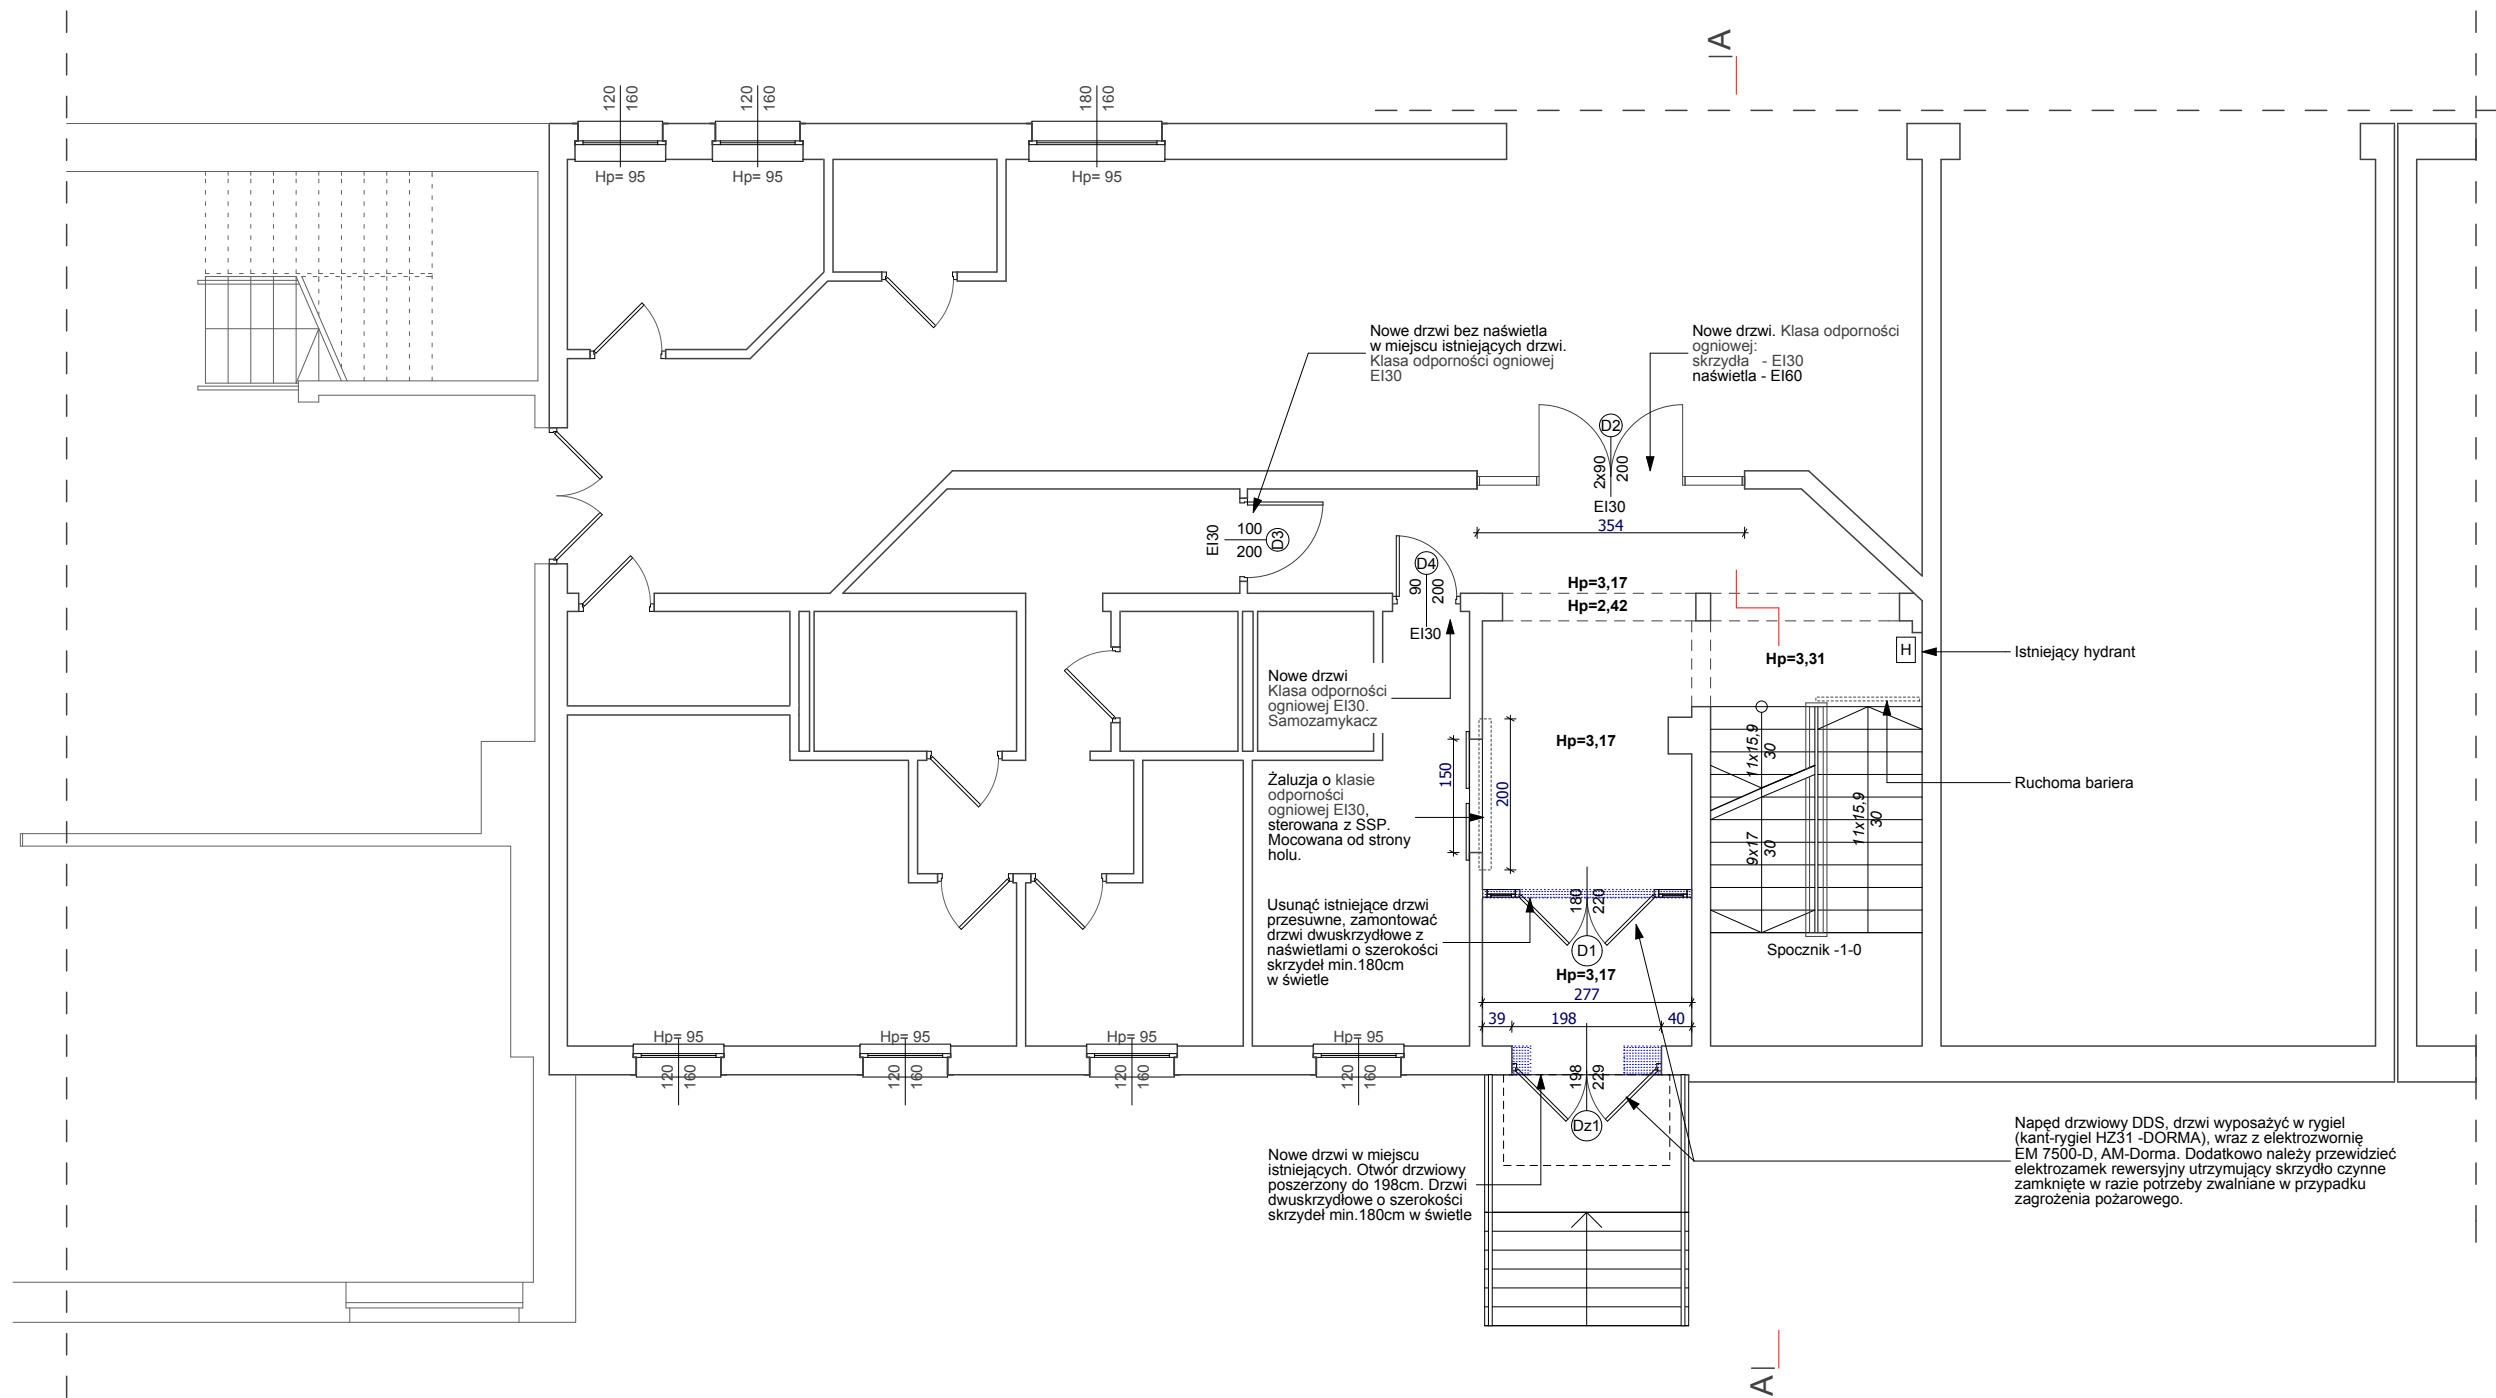 A
120
160
120
160
180
160
Hp= 95
Hp= 95
Hp= 95
Nowe drzwi bez naświetla
w miejscu istniejących drzwi.
Klasa odporności ogniowej
EI30
Nowe drzwi. Klasa odporności
ogniowej:
skrzydła - EI30
naświetla - EI60
D2
2x90
200
EI30
354
EI30
100
200
D3
D4
90
200
EI30
Hp=3,17
Hp=2,42
Hp=3,31
H
Istniejący hydrant
Nowe drzwi
Klasa odporności
ogniowej EI30.
Samozamykacz
Hp=3,17
11x15,9
30
Ruchoma bariera
Żaluzja o klasie
odporności
ogniowej EI30,
sterowana z SSP.
Mocowana od strony
holu.
150
200
9x17
30
11x15,9
30
Usunąć istniejące drzwi
przesuwne, zamontować
drzwi dwuskrzydłowe z
naświetlami o szerokości
skrzydeł min.180cm
w świetle
180
220
D1
Spocznik -1-0
Hp=3,17
277
39
198
40
Hp= 95
Hp= 95
Hp= 95
Hp= 95
120
160
120
160
120
160
120
160
198
229
Dz1
Nowe drzwi w miejscu
istniejących. Otwór drzwiowy
poszerzony do 198cm. Drzwi
dwuskrzydłowe o szerokości
skrzydeł min.180cm w świetle
Napęd drzwiowy DDS, drzwi wyposażyć w rygiel
(kant-rygiel HZ31 -DORMA), wraz z elektrozwornię
EM 7500-D, AM-Dorma. Dodatkowo należy przewidzieć
elektrozamek rewersyjny utrzymujący skrzydło czynne
zamknięte w razie potrzeby zwalniane w przypadku
zagrożenia pożarowego.
A